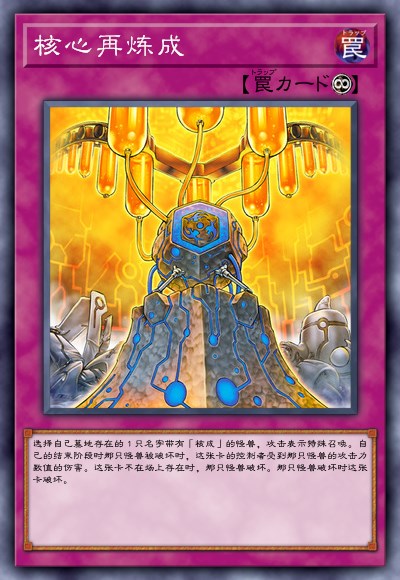 核心再炼成
トラップ
罠
トラップ
【罠カード】
选择自己墓地存在的1只名字带有「核成」的怪兽，攻击表示特殊召唤。自
己的结束阶段时那只怪兽被破坏时，这张卡的控制者受到那只怪兽的攻击力
数值的伤害。这张卡不在场上存在时，那只怪兽破坏。那只怪兽破坏时这张
卡破坏。